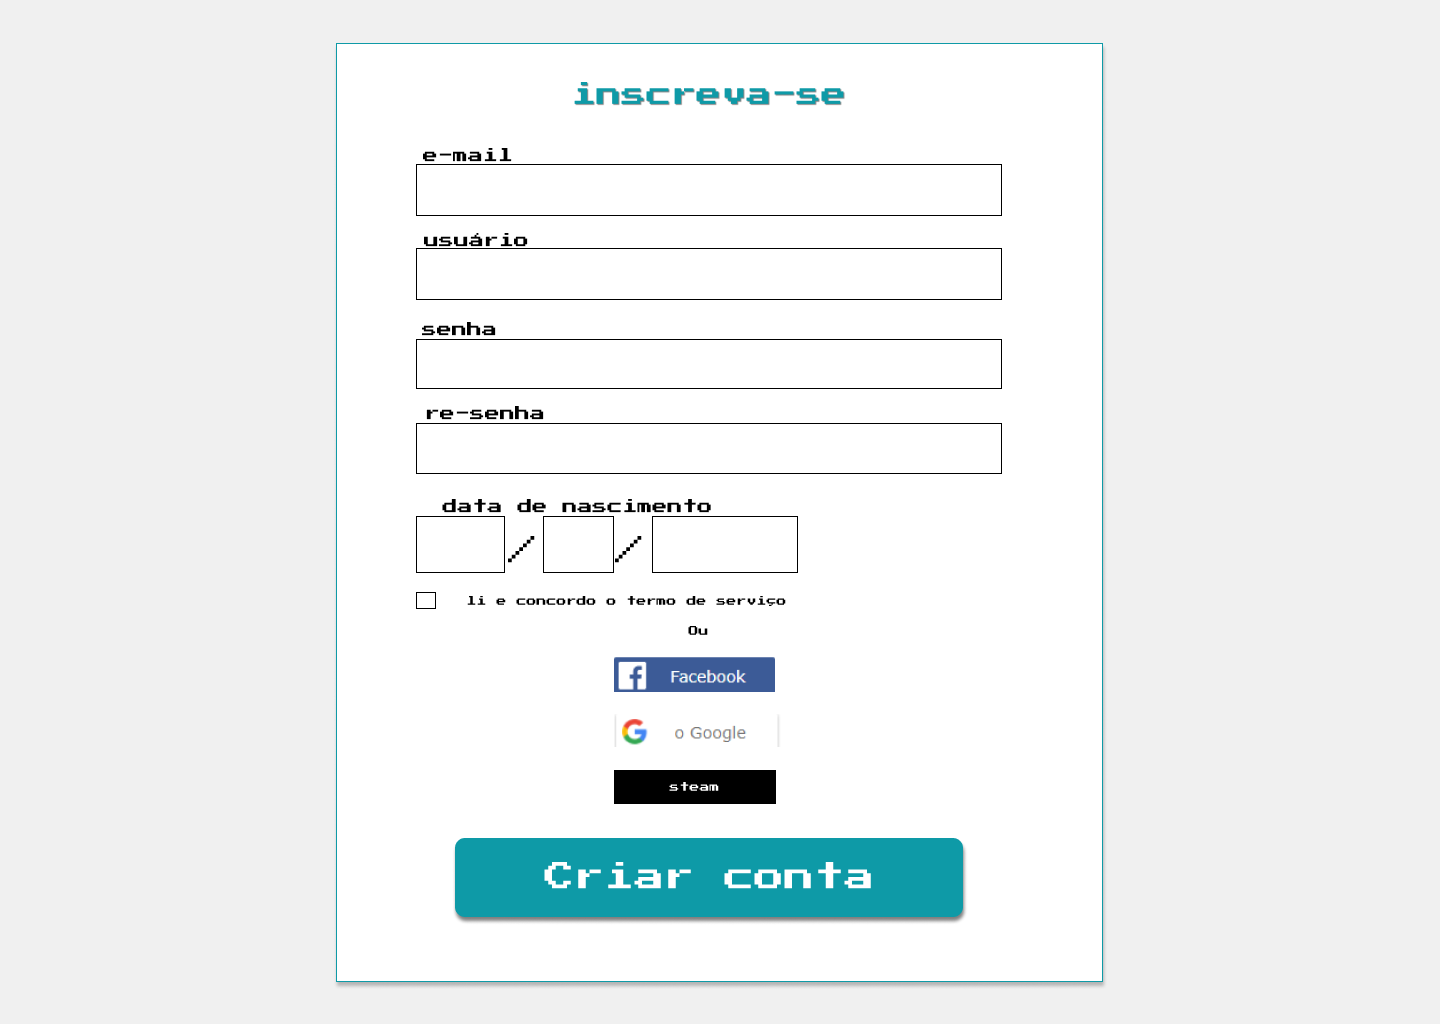 inscreva-se
e-mail
usuário
senha
re-senha
data de nascimento
/ /
li e concordo o termo de serviço
Ou
Facebook
o Google
steam
Criar conta